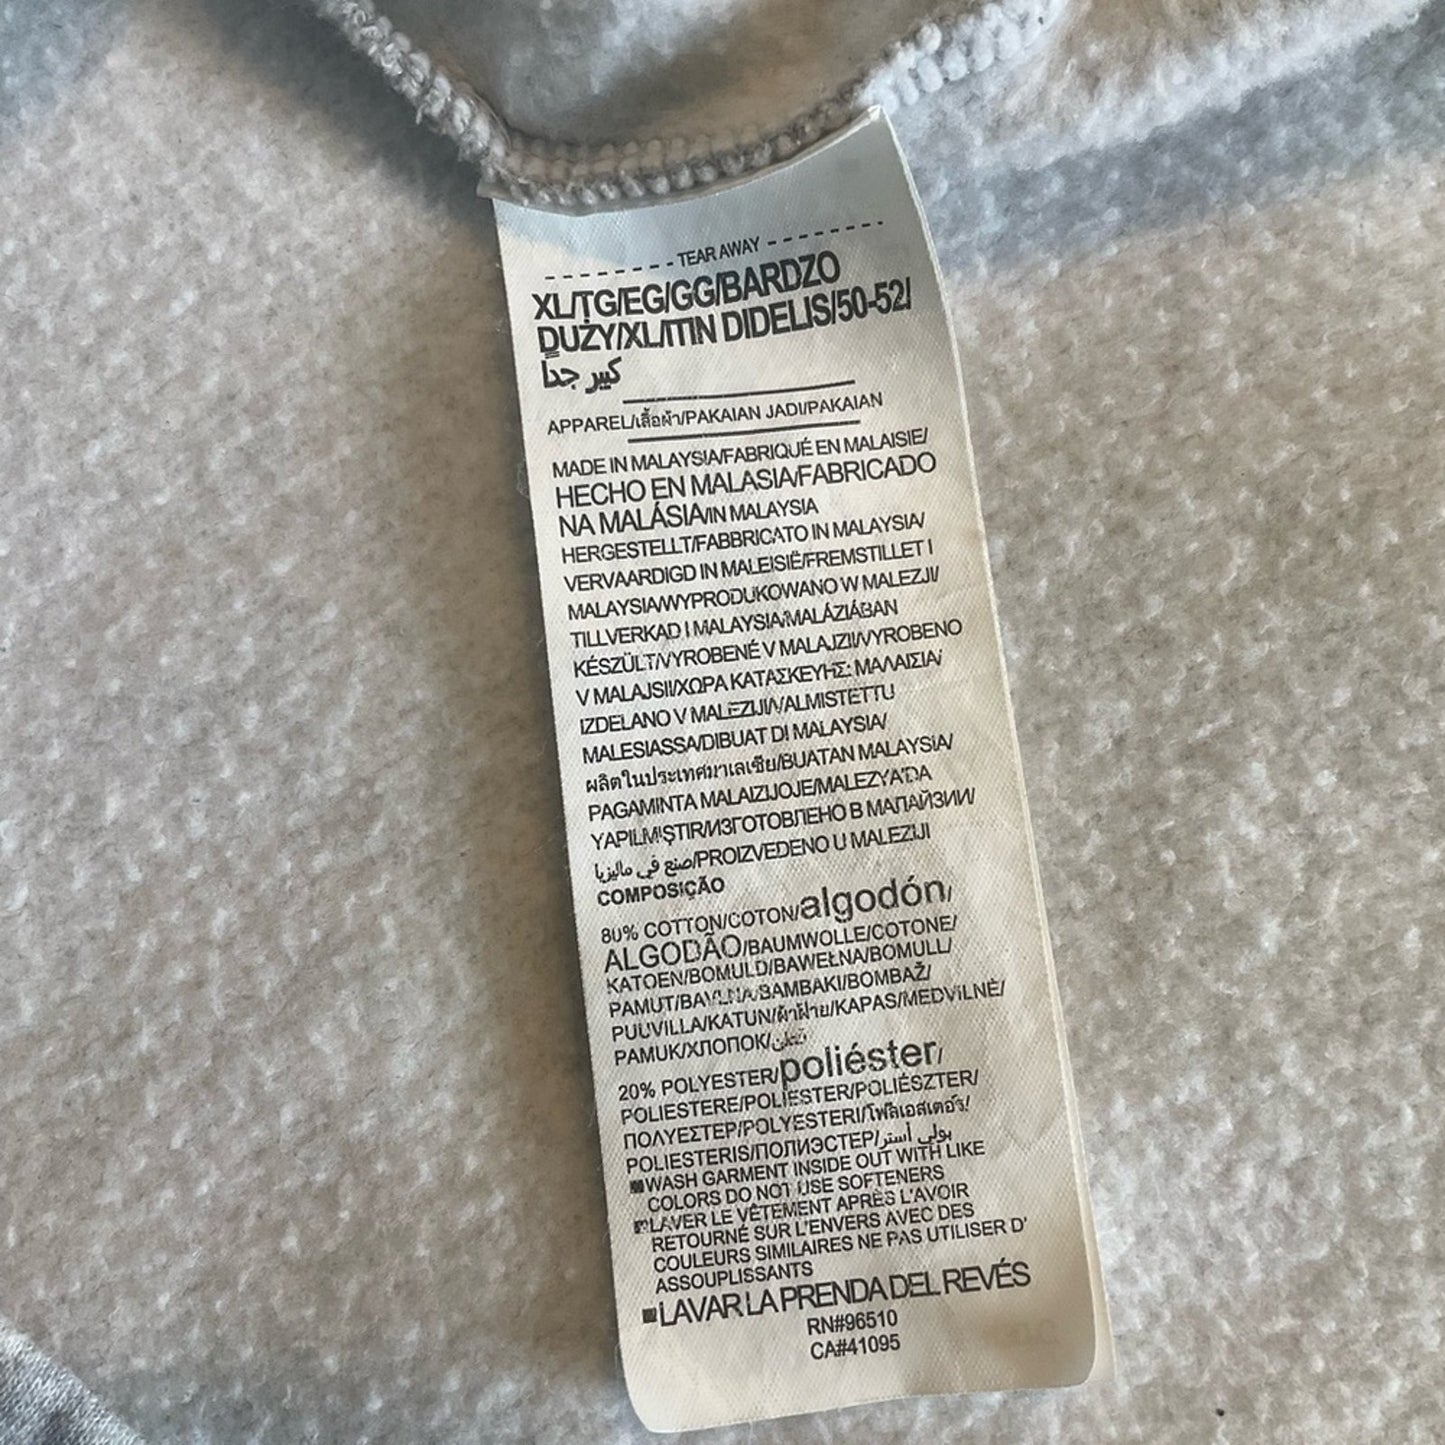 TEAR AWAY
XL/TG/EG/GG/BARDZO
DUŻY/XL/ITIN DIDELIS/50-52/
كبير جداً
APPAREL/เสื้อผ้า/PAKAIAN JADI/PAKAIAN
MADE IN MALAYSIA/FABRIQUÉ EN MALAISIE/
HECHO EN MALASIA/FABRICADO
NA MALÁSIA/IN MALAYSIA
HERGESTELLT/FABBRICATO IN MALAYSIA/
VERVAARDIGD IN MALEISIË/FREMSTILLET I
MALAYSIA/WYPRODUKOWANO W MALEZJI/
TILLVERKAD I MALAYSIA/MALÁZIÁBAN
KÉSZÜLT/VYROBENÉ V MALAJZII/VYROBENO
V MALAJSII/ΧΩΡΑ ΚΑΤΑΣΚΕΥΗΣ: ΜΑΛΑΙΣΙΑ/
IZDELANO V MALEZIJI/VALMISTETTU
MALESIASSA/DIBUAT DI MALAYSIA/
ผลิตในประเทศมาเลเซีย/BUATAN MALAYSIA/
PAGAMINTA MALAIZIJOJE/MALEZYA'DA
YAPILMIŞTIR/ИЗГОТОВЛЕНО В МАЛАЙЗИИ/
صنع في ماليزيا/PROIZVEDENO U MALEZIJI
COMPOSIÇÃO
80% COTTON/COTON/algodón/
ALGODÃO/BAUMWOLLE/COTONE/
KATOEN/BOMULD/BAWEŁNA/BOMULL/
PAMUT/BAVLNA/BAMBAKI/BOMBAŽ/
PUUVILLA/KATUN/ผ้าฝ้าย/KAPAS/MEDVILNĖ/
PAMUK/ХЛОПОК/قطن
20% POLYESTER/poliéster/
POLIESTERE/POLIESTER/POLIÉSZTER/
ΠΟΛΥΕΣΤΕΡ/POLYESTERI/โพลีเอสเตอร์/
POLIESTERIS/ПОЛИЭСТЕР/بولي أستر
■WASH GARMENT INSIDE OUT WITH LIKE
COLORS DO NOT USE SOFTENERS
■LAVER LE VÊTEMENT APRÈS L'AVOIR
RETOURNÉ SUR L'ENVERS AVEC DES
COULEURS SIMILAIRES NE PAS UTILISER D'
ASSOUPLISSANTS
■LAVAR LA PRENDA DEL REVÉS
RN#96510
CA#41095